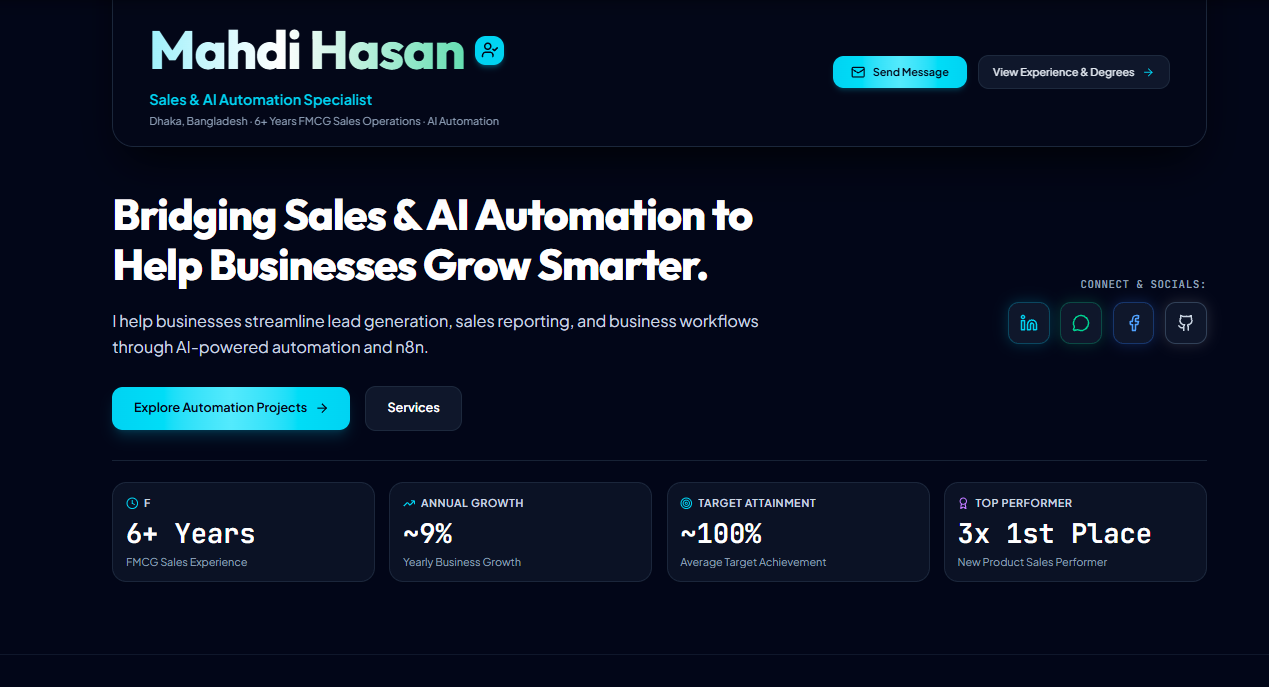 Mahdi Hasan
Send Message
View Experience & Degrees →
Sales & AI Automation Specialist
Dhaka, Bangladesh · 6+ Years FMCG Sales Operations · AI Automation
Bridging Sales & AI Automation to
Help Businesses Grow Smarter.
I help businesses streamline lead generation, sales reporting, and business workflows
through AI-powered automation and n8n.
CONNECT & SOCIALS:
Explore Automation Projects →
Services
F
6+ Years
FMCG Sales Experience
ANNUAL GROWTH
~9%
Yearly Business Growth
TARGET ATTAINMENT
~100%
Average Target Achievement
TOP PERFORMER
3x 1st Place
New Product Sales Performer